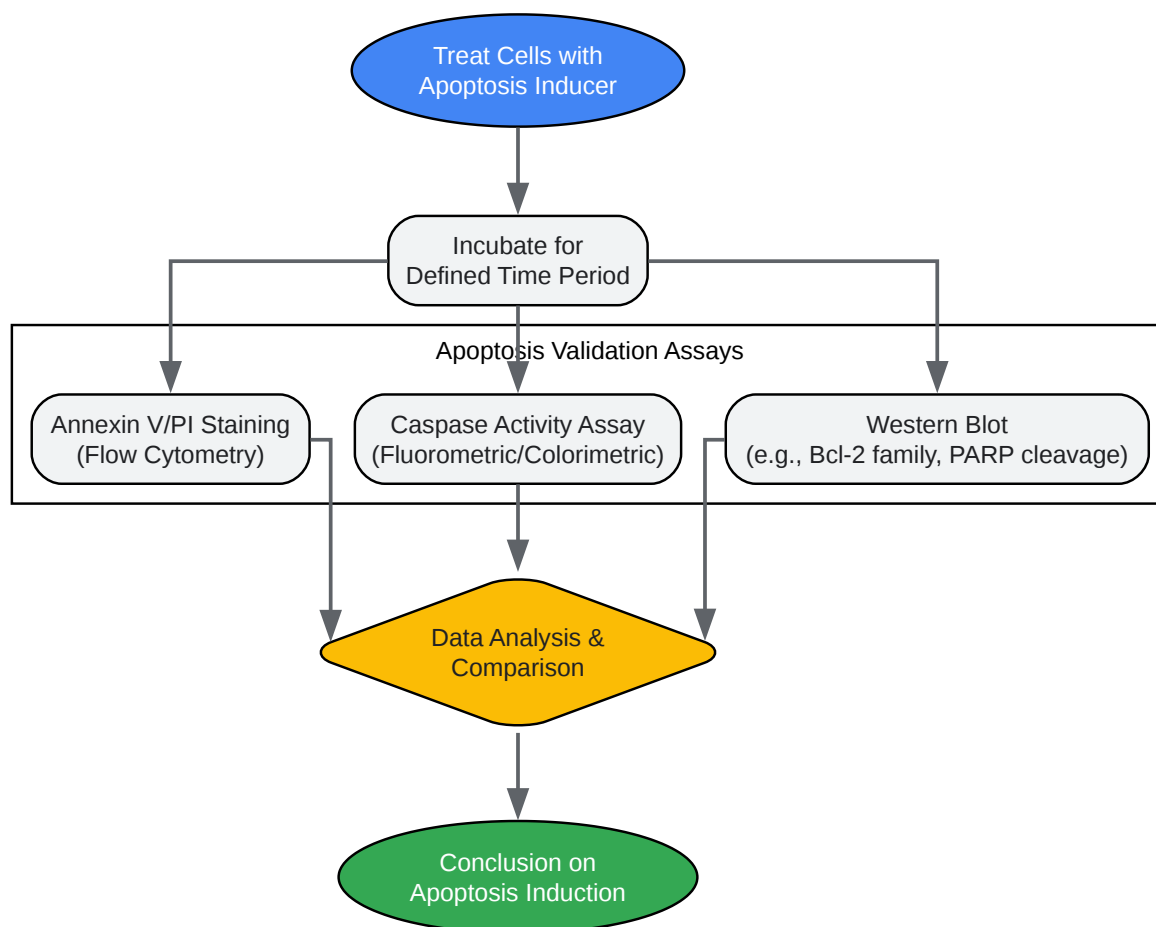 Treat Cells with
Apoptosis Inducer
Incubate for
Defined Time Period
Apoptosis Validation Assays
Annexin V/PI Staining
(Flow Cytometry)
Caspase Activity Assay
(Fluorometric/Colorimetric)
Western Blot
(e.g., Bcl-2 family, PARP cleavage)
Data Analysis &
Comparison
Conclusion on
Apoptosis Induction